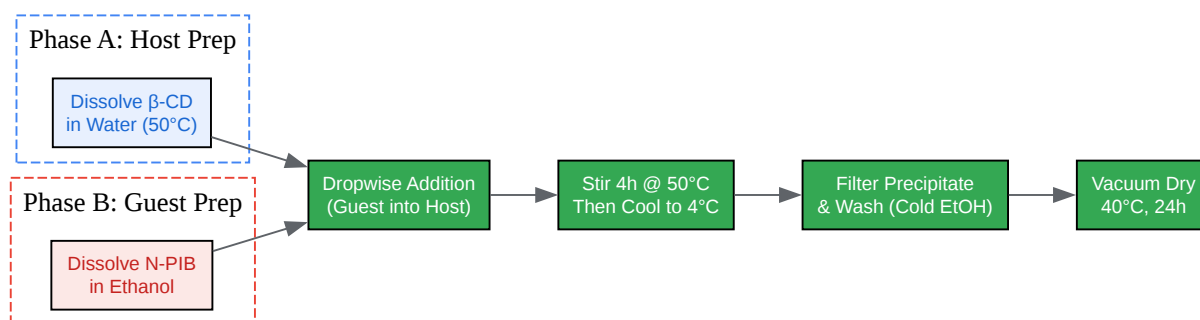 Phase A: Host Prep
Dissolve β-CD
in Water (50°C)
Phase B: Guest Prep
Dissolve N-PIB
in Ethanol
Dropwise Addition
(Guest into Host)
Stir 4h @ 50°C
Then Cool to 4°C
Filter Precipitate
& Wash (Cold EtOH)
Vacuum Dry
40°C, 24h